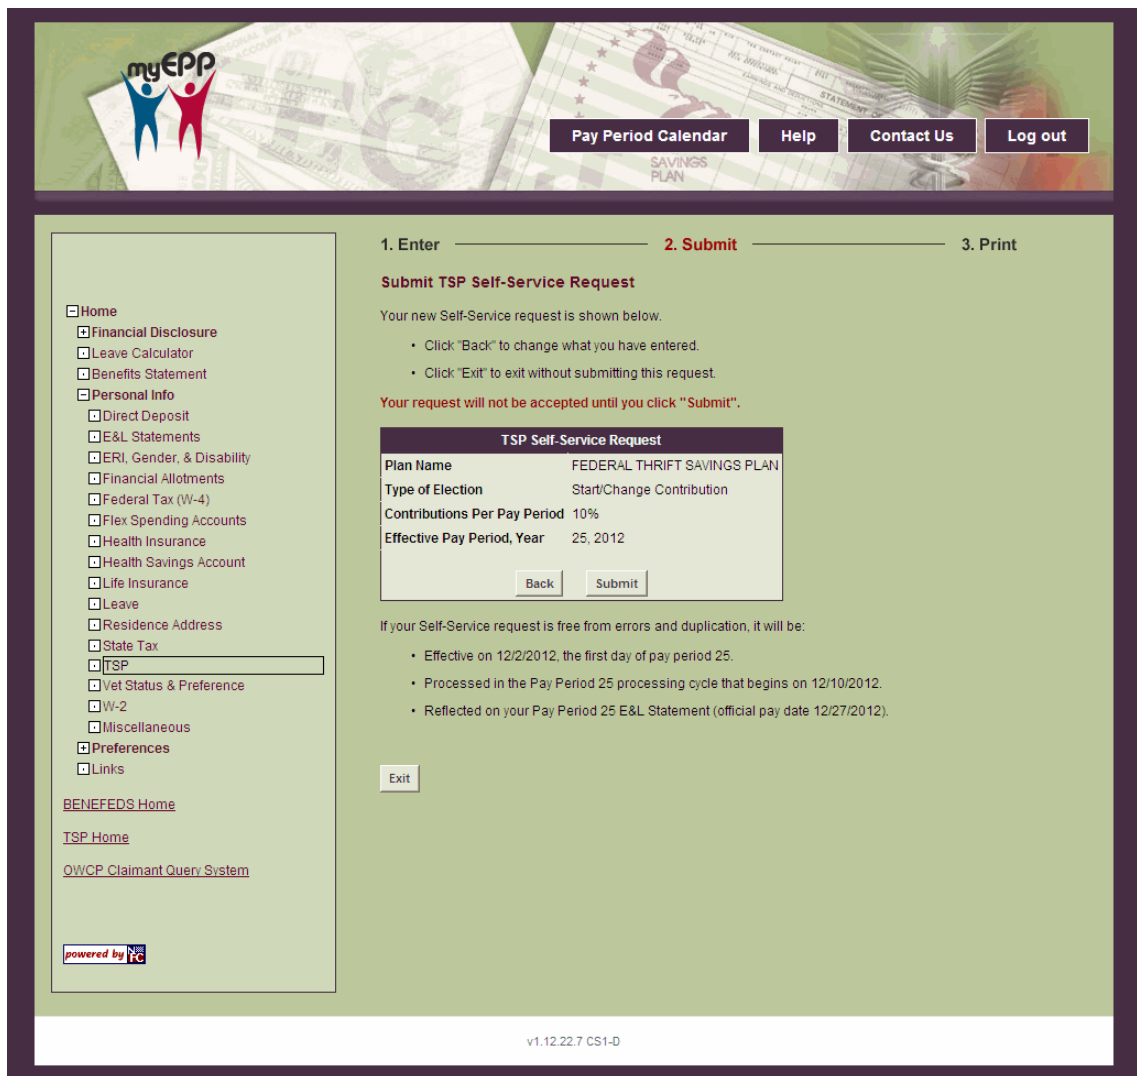 myEPP
Pay Period Calendar Help Contact Us Log out
SAVINGS
PLAN
1. Enter 2. Submit 3. Print
Submit TSP Self-Service Request
Your new Self-Service request is shown below.
• Click "Back" to change what you have entered.
• Click "Exit" to exit without submitting this request.
Your request will not be accepted until you click "Submit".
TSP Self-Service Request
Plan Name FEDERAL THRIFT SAVINGS PLAN
Type of Election Start/Change Contribution
Contributions Per Pay Period 10%
Effective Pay Period, Year 25, 2012
Back Submit
If your Self-Service request is free from errors and duplication, it will be:
• Effective on 12/2/2012, the first day of pay period 25.
• Processed in the Pay Period 25 processing cycle that begins on 12/10/2012.
• Reflected on your Pay Period 25 E&L Statement (official pay date 12/27/2012).
Exit
Home
Financial Disclosure
Leave Calculator
Benefits Statement
Personal Info
Direct Deposit
E&L Statements
ERI, Gender, & Disability
Financial Allotments
Federal Tax (W-4)
Flex Spending Accounts
Health Insurance
Health Savings Account
Life Insurance
Leave
Residence Address
State Tax
TSP
Vet Status & Preference
W-2
Miscellaneous
Preferences
Links
BENEFEDS Home
TSP Home
OWCP Claimant Query System
powered by NFC
v1.12.22.7 CS1-D